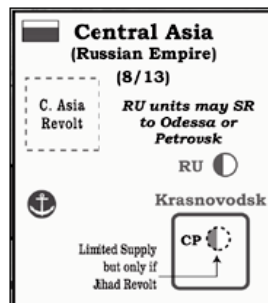 Central Asia
(Russian Empire)
(8/13)
C. Asia
Revolt
RU units may SR
to Odessa or
Petrovsk
RU
Krasnovodsk
CP
Limited Supply
but only if
Jihad Revolt